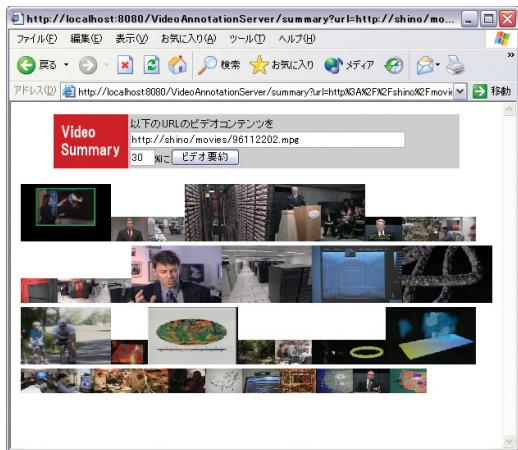 http://localhost:8080/VideoAnnotationServer/summary?url=http://shino/mo...
ファイル(F) 編集(E) 表示(V) お気に入り(A) ツール(T) ヘルプ(H)
戻る 検索 お気に入り メディア
アドレス(D) http://localhost:8080/VideoAnnotationServer/summary?url=http%3A%2F%2Fshino%2Fmovie 移動
Video
Summary
以下のURLのビデオコンテンツを
http://shino/movies/96112202.mpg
30 %に ビデオ要約